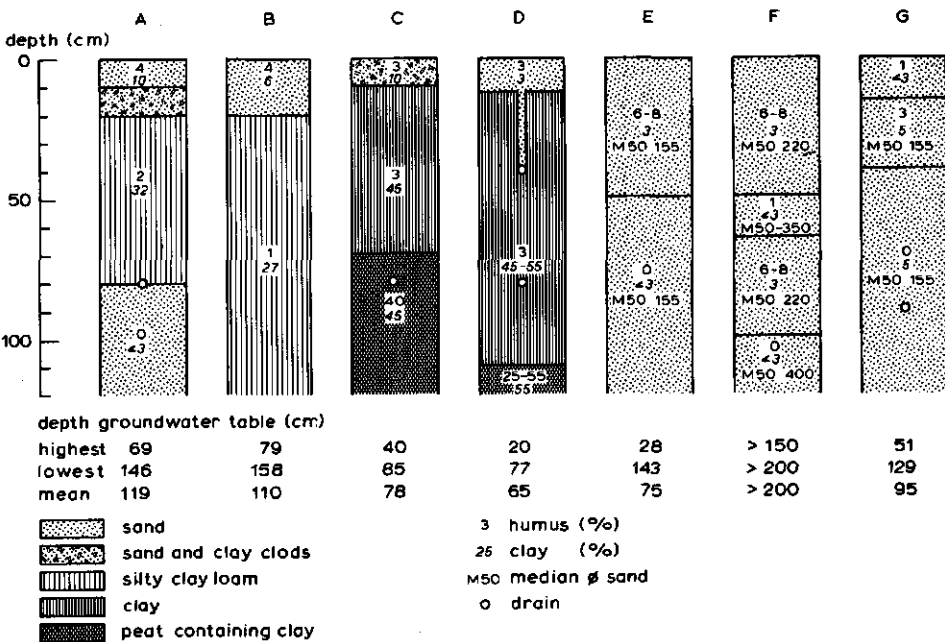 A B C D E F G
depth (cm)
0
50
100
4
10
2
32
0
<3
4
6
1
27
3
10
3
45
40
45
3
3
3
45-55
25-55
55
6-8
3
M50 155
0
<3
M50 155
6-8
3
M50 220
1
<3
M50-350
6-8
3
M50 220
0
<3
M50 400
1
<3
3
5
M50 155
0
5
M50 155
depth groundwater table (cm)
highest 69 79 40 20 28 > 150 51
lowest 146 158 85 77 143 > 200 129
mean 119 110 78 65 75 > 200 95
sand
sand and clay clods
silty clay loam
clay
peat containing clay
3 humus (%)
25 clay (%)
M50 median ø sand
o drain